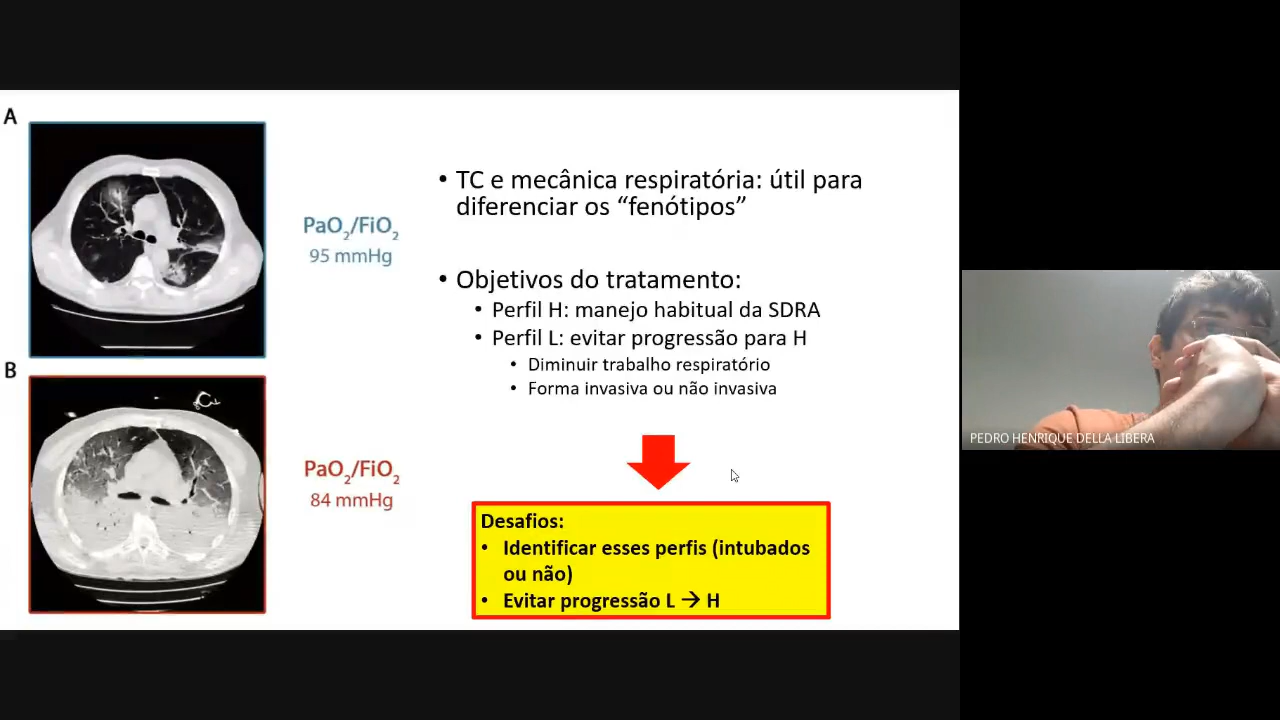 A
PaO2/FiO2
95 mmHg
B
PaO2/FiO2
84 mmHg
• TC e mecânica respiratória: útil para
diferenciar os “fenótipos”
• Objetivos do tratamento:
• Perfil H: manejo habitual da SDRA
• Perfil L: evitar progressão para H
• Diminuir trabalho respiratório
• Forma invasiva ou não invasiva
Desafios:
• Identificar esses perfis (intubados
ou não)
• Evitar progressão L → H
PEDRO HENRIQUE DELLA LIBERA